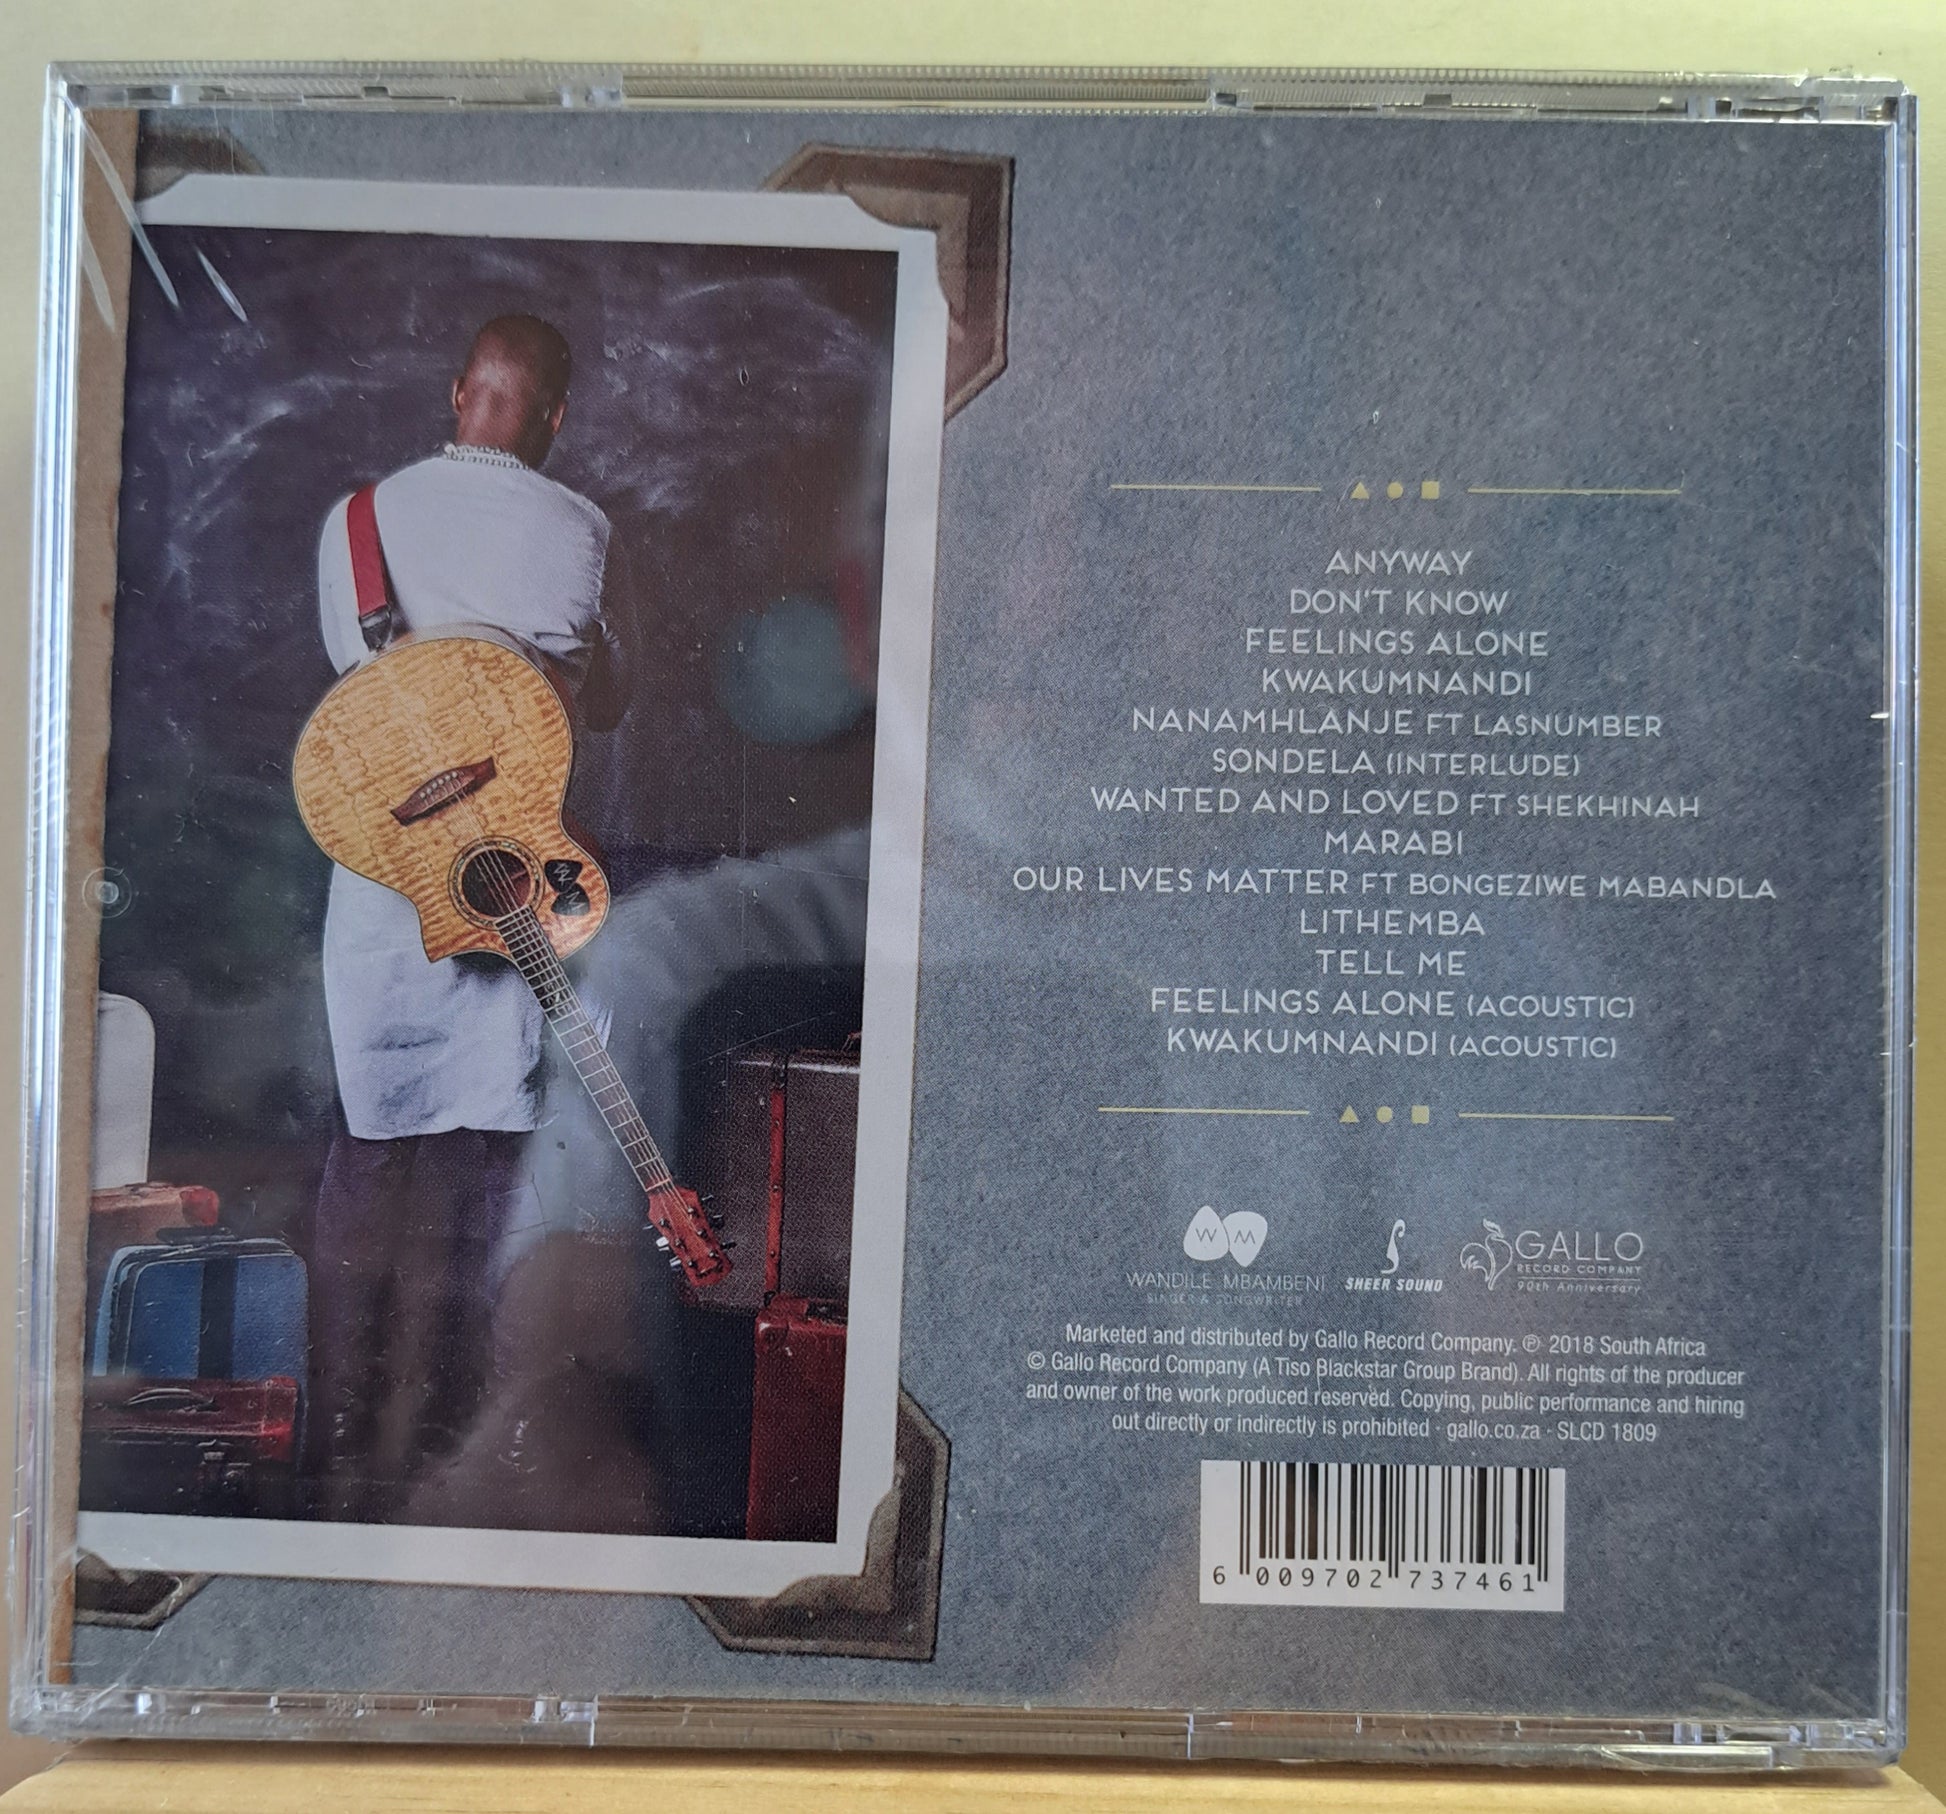 ANYWAY
DON'T KNOW
FEELINGS ALONE
KWAKUMNANDI
NANAMHLANJE FT LASNUMBER
SONDELA (INTERLUDE)
WANTED AND LOVED FT SHEKHINAH
MARABI
OUR LIVES MATTER FT BONGEZIWE MABANDLA
LITHEMBA
TELL ME
FEELINGS ALONE (ACOUSTIC)
KWAKUMNANDI (ACOUSTIC)
W M
WANDILE MBAMBENI
SINGER & SONGWRITER
SHEER SOUND
GALLO
RECORD COMPANY
90th Anniversary
Marketed and distributed by Gallo Record Company. ℗ 2018 South Africa
© Gallo Record Company (A Tiso Blackstar Group Brand). All rights of the producer
and owner of the work produced reserved. Copying, public performance and hiring
out directly or indirectly is prohibited · gallo.co.za · SLCD 1809
6 009702 737461